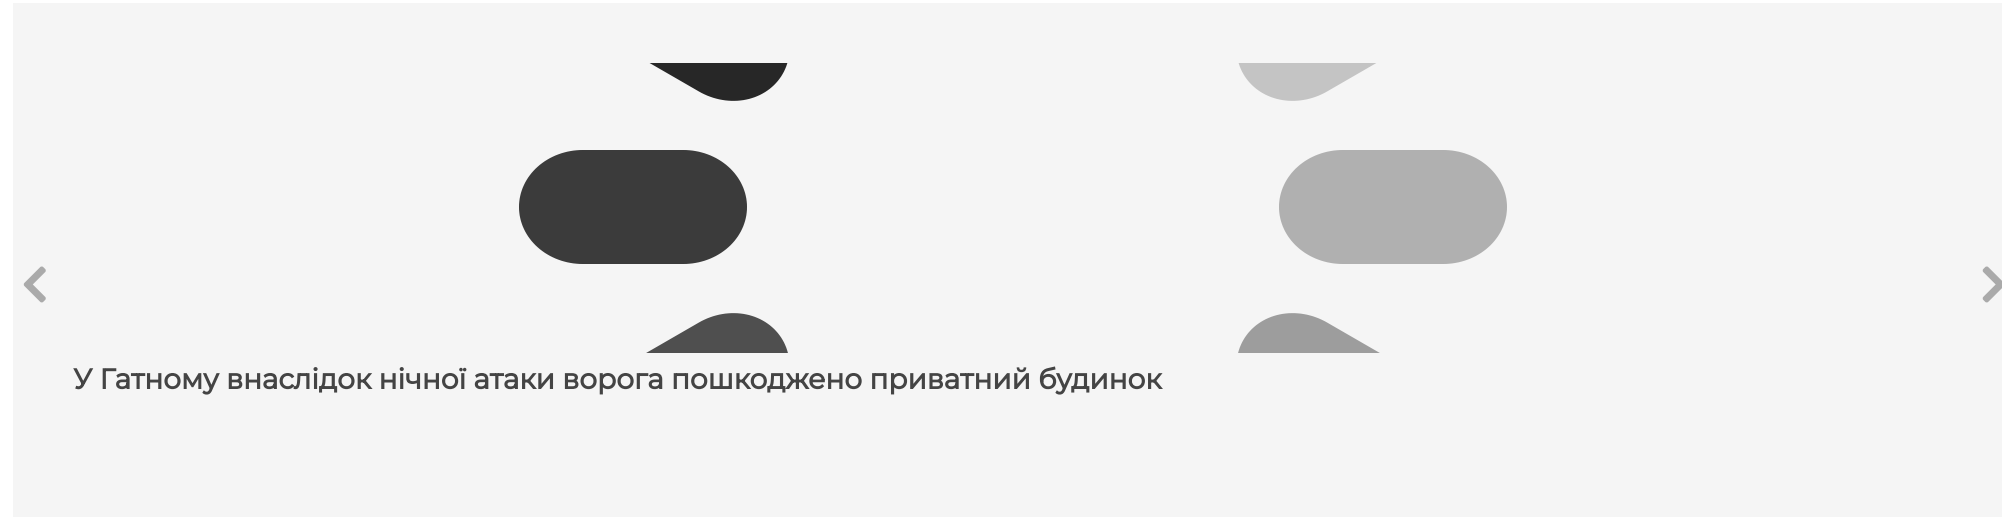 У Гатному внаслідок нічної атаки ворога пошкоджено приватний будинок